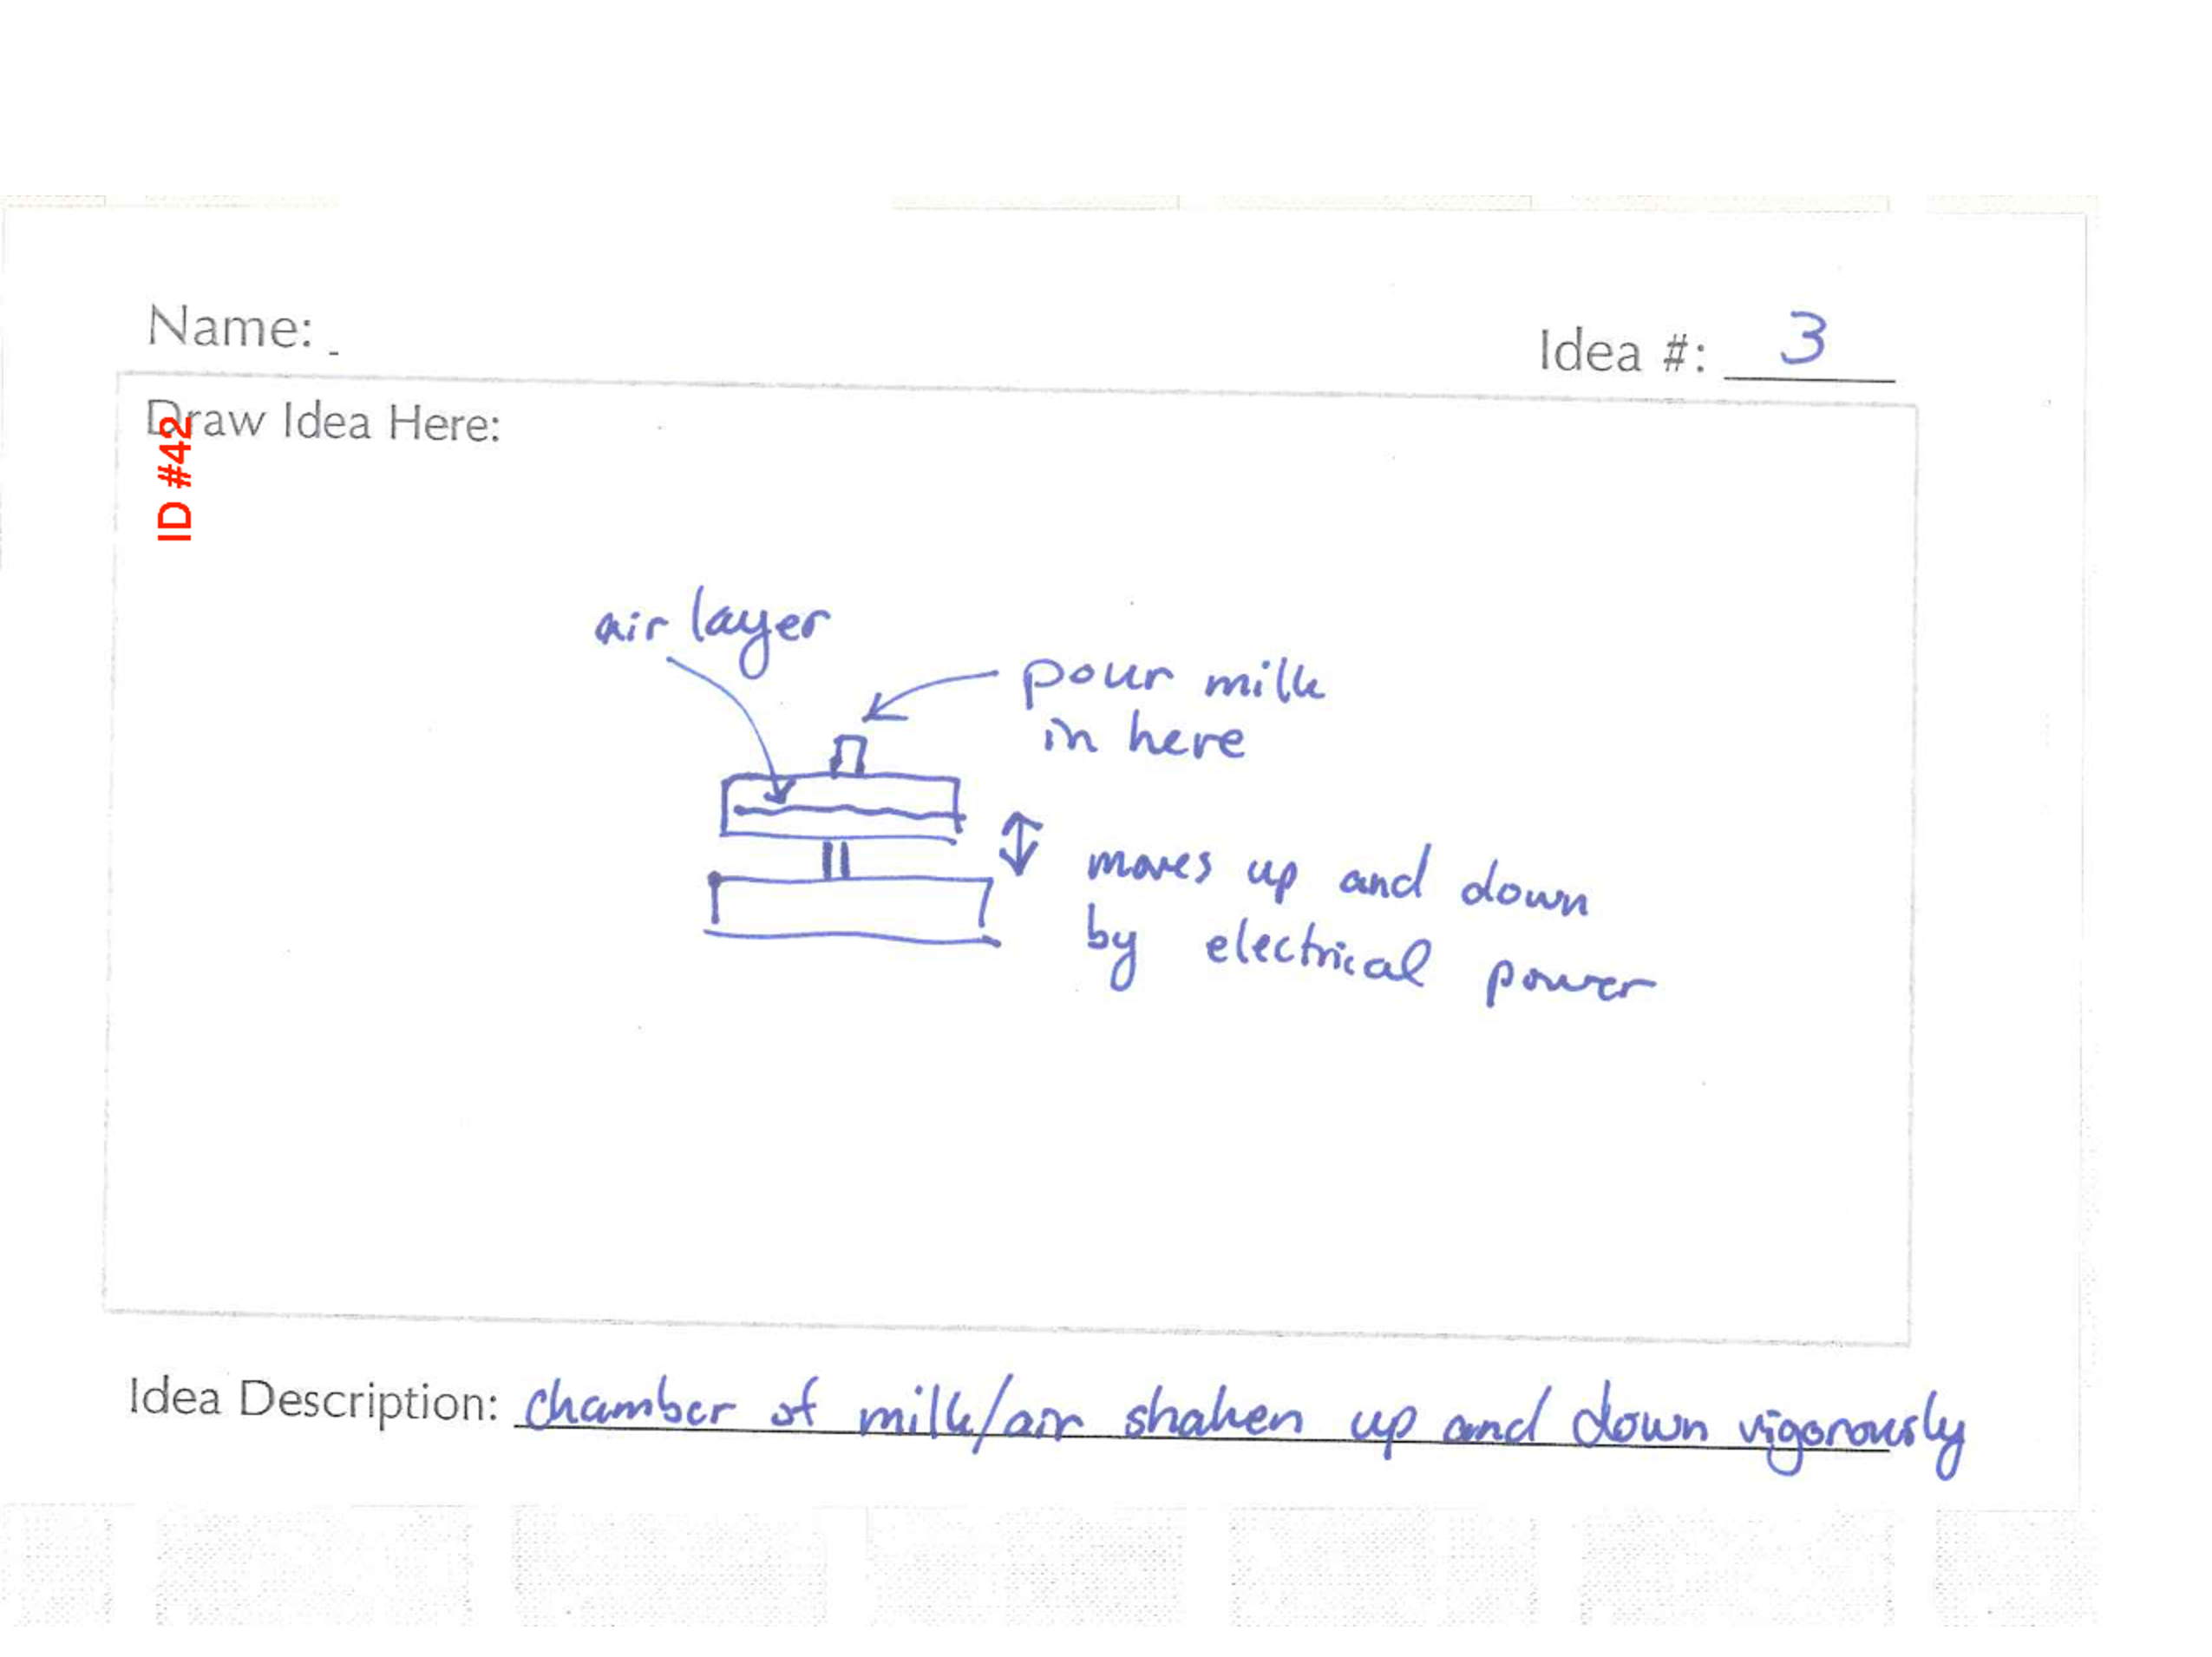 Name:
Idea #: 3
Draw Idea Here:
ID #42
air layer
pour milk
in here
moves up and down
by electrical power
Idea Description: chamber of milk/air shaken up and down vigorously